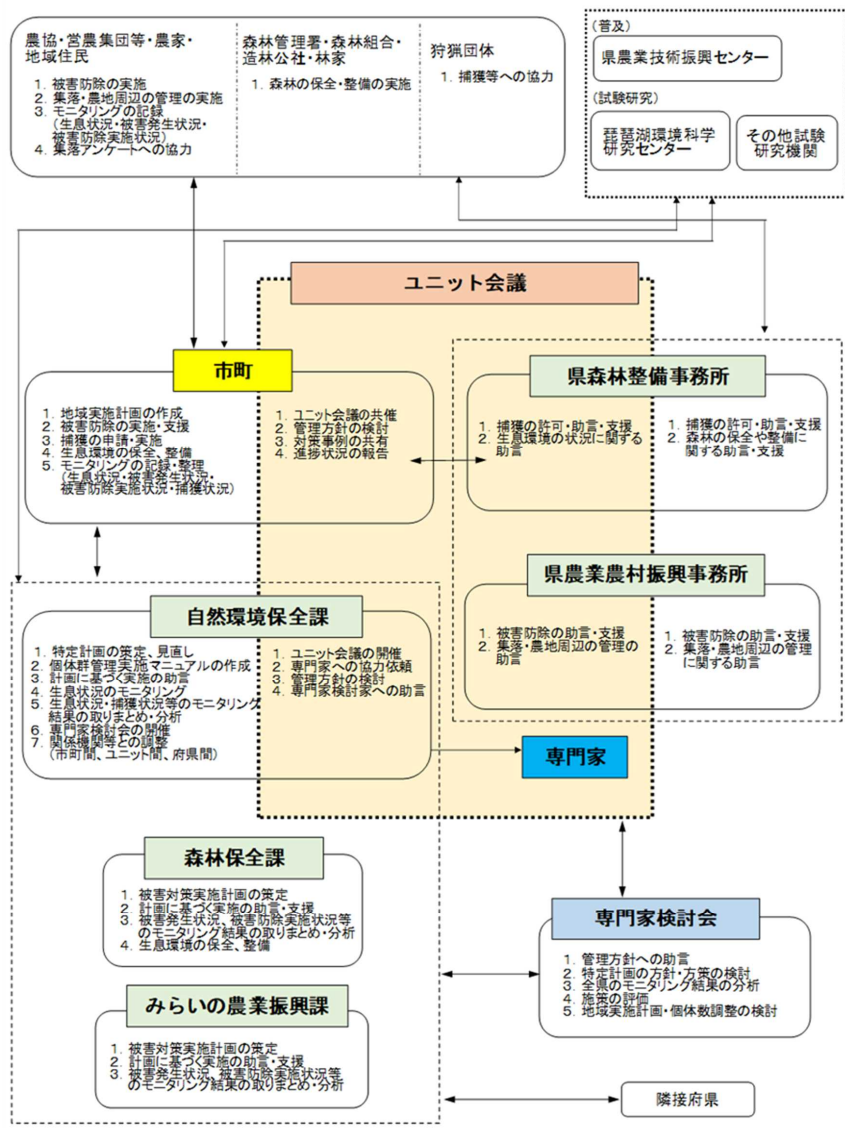 農協・営農集団等・農家・
地域住民
1. 被害防除の実施
2. 集落・農地周辺の管理の実施
3. モニタリングの記録
(生息状況・被害発生状況・
被害防除実施状況)
4. 集落アンケートへの協力
森林管理署・森林組合・
造林公社・林家
1. 森林の保全・整備の実施
狩猟団体
1. 捕獲等への協力
(普及)
県農業技術振興センター
(試験研究)
琵琶湖環境科学
研究センター
その他試験
研究機関
ユニット会議
市町
1. 地域実施計画の作成
2. 被害防除の実施・支援
3. 捕獲の申請・実施
4. 生息環境の保全、整備
5. モニタリングの記録・整理
(生息状況・被害発生状況・
被害防除実施状況・捕獲状況)
1. ユニット会議の共催
2. 管理方針の検討
3. 対策事例の共有
4. 進捗状況の報告
県森林整備事務所
1. 捕獲の許可・助言・支援
2. 生息環境の状況に関する
助言
1. 捕獲の許可・助言・支援
2. 森林の保全や整備に
関する助言・支援
県農業農村振興事務所
1. 被害防除の助言・支援
2. 集落・農地周辺の管理の
助言
1. 被害防除の助言・支援
2. 集落・農地周辺の管理
に関する助言
自然環境保全課
1. 特定計画の策定、見直し
2. 個体群管理実施マニュアルの作成
3. 計画に基づく実施の助言
4. 生息状況のモニタリング
5. 生息状況・捕獲状況等のモニタリング
結果の取りまとめ・分析
6. 専門家検討会の開催
7. 関係機関等との調整
(市町間、ユニット間、府県間)
1. ユニット会議の開催
2. 専門家への協力依頼
3. 管理方針の検討
4. 専門家検討家への助言
専門家
森林保全課
1. 被害対策実施計画の策定
2. 計画に基づく実施の助言・支援
3. 被害発生状況、被害防除実施状況等
のモニタリング結果の取りまとめ・分析
4. 生息環境の保全、整備
専門家検討会
1. 管理方針への助言
2. 特定計画の方針・方策の検討
3. 全県のモニタリング結果の分析
4. 施策の評価
5. 地域実施計画・個体数調整の検討
みらいの農業振興課
1. 被害対策実施計画の策定
2. 計画に基づく実施の助言・支援
3. 被害発生状況、被害防除実施状況等
のモニタリング結果の取りまとめ・分析
隣接府県